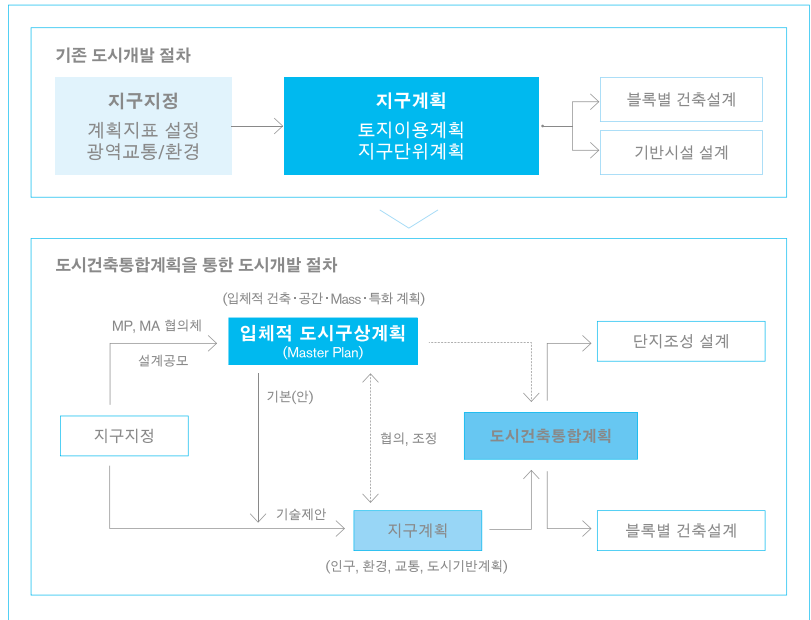 기존 도시개발 절차
지구지정
계획지표 설정
광역교통/환경
지구계획
토지이용계획
지구단위계획
블록별 건축설계
기반시설 설계
도시건축통합계획을 통한 도시개발 절차
(입체적 건축·공간·Mass·특화 계획)
MP, MA 협의체
설계공모
입체적 도시구상계획
(Master Plan)
단지조성 설계
기본(안)
지구지정
협의, 조정
도시건축통합계획
기술제안
지구계획
블록별 건축설계
(인구, 환경, 교통, 도시기반계획)